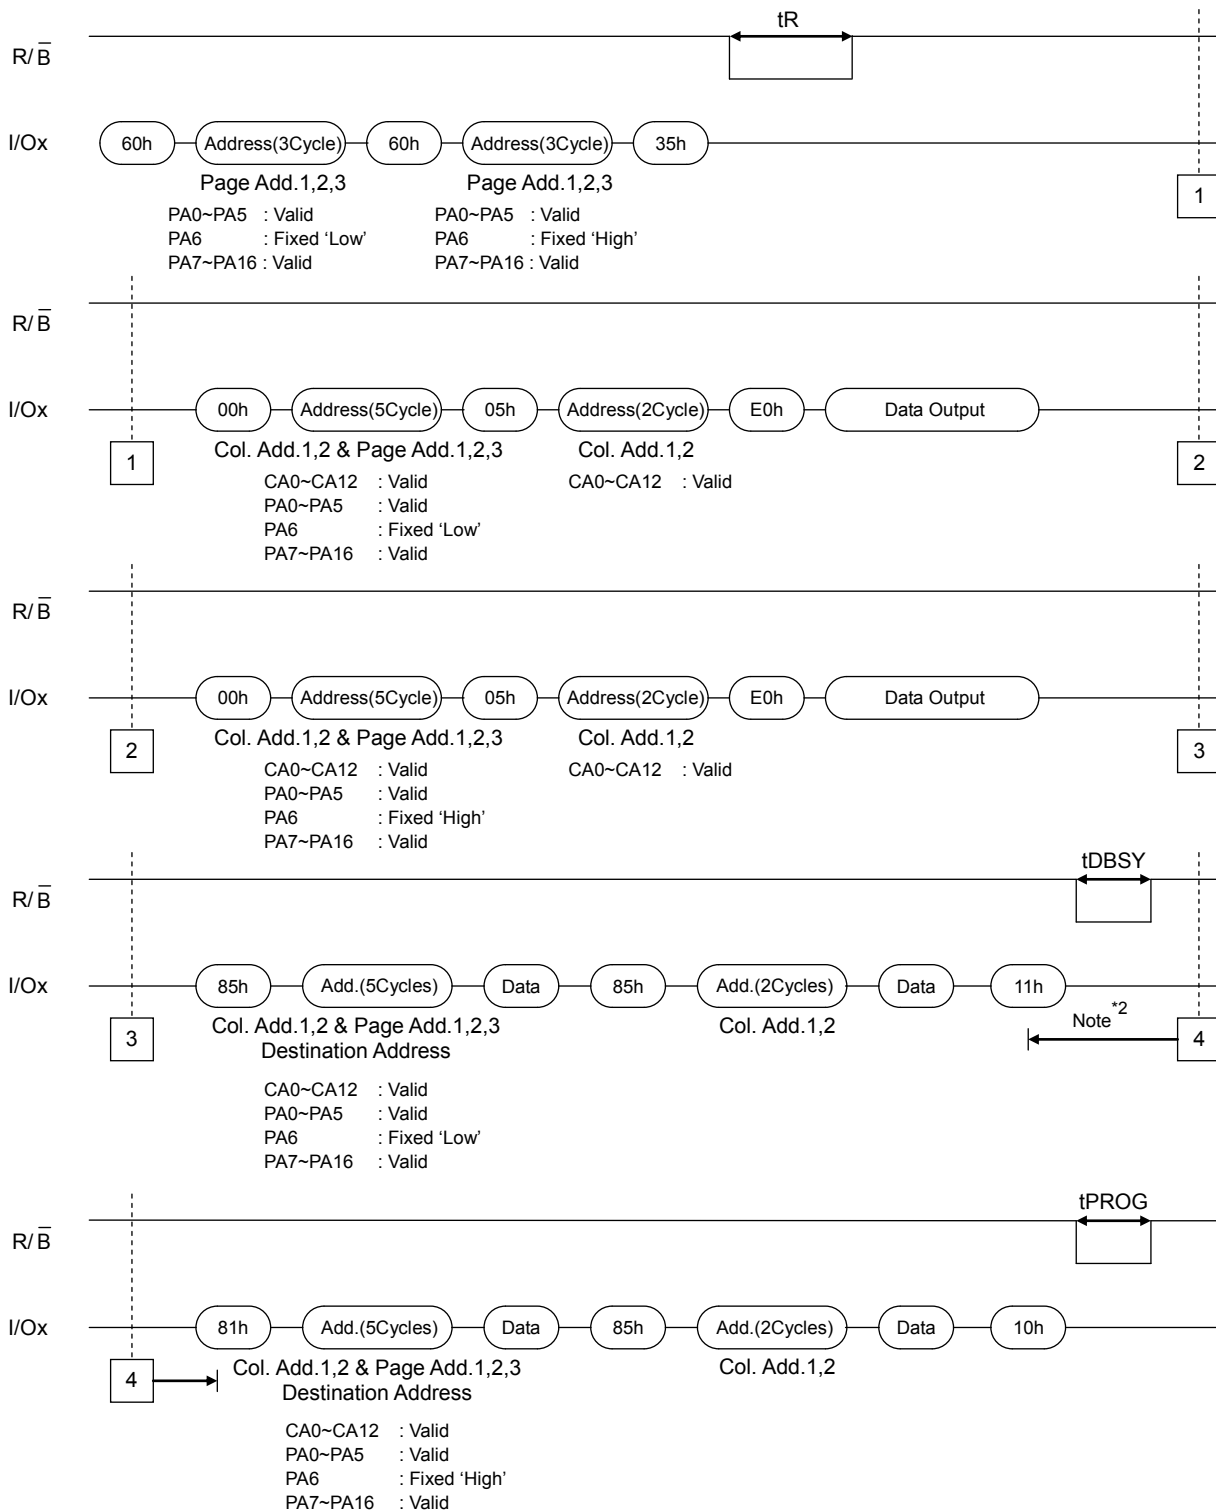 tR
R/B̅
I/Ox 60h Address(3Cycle) 60h Address(3Cycle) 35h
Page Add.1,2,3 Page Add.1,2,3
1
PA0~PA5 : Valid PA0~PA5 : Valid
PA6 : Fixed ‘Low’ PA6 : Fixed ‘High’
PA7~PA16 : Valid PA7~PA16 : Valid
R/B̅
I/Ox 00h Address(5Cycle) 05h Address(2Cycle) E0h Data Output
1 Col. Add.1,2 & Page Add.1,2,3 Col. Add.1,2 2
CA0~CA12 : Valid CA0~CA12 : Valid
PA0~PA5 : Valid
PA6 : Fixed ‘Low’
PA7~PA16 : Valid
R/B̅
I/Ox 00h Address(5Cycle) 05h Address(2Cycle) E0h Data Output
2 Col. Add.1,2 & Page Add.1,2,3 Col. Add.1,2 3
CA0~CA12 : Valid CA0~CA12 : Valid
PA0~PA5 : Valid
PA6 : Fixed ‘High’
PA7~PA16 : Valid
tDBSY
R/B̅
I/Ox 85h Add.(5Cycles) Data 85h Add.(2Cycles) Data 11h
Col. Add.1,2 & Page Add.1,2,3 Col. Add.1,2 Note*2
3 Destination Address 4
CA0~CA12 : Valid
PA0~PA5 : Valid
PA6 : Fixed ‘Low’
PA7~PA16 : Valid
tPROG
R/B̅
I/Ox 81h Add.(5Cycles) Data 85h Add.(2Cycles) Data 10h
4 Col. Add.1,2 & Page Add.1,2,3 Col. Add.1,2
Destination Address
CA0~CA12 : Valid
PA0~PA5 : Valid
PA6 : Fixed ‘High’
PA7~PA16 : Valid